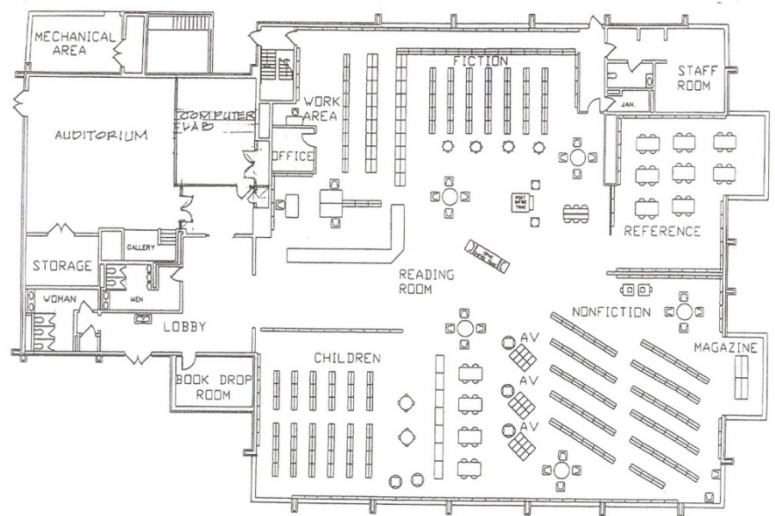 MECHANICAL
AREA
AUDITORIUM
COMPUTER
LAB
WORK
AREA
OFFICE
FICTION
STAFF
ROOM
JAN.
REFERENCE
GALLERY
STORAGE
WOMAN
MEN
LOBBY
READING
ROOM
NONFICTION
MAGAZINE
CHILDREN
BOOK DROP
ROOM
AV
AV
AV